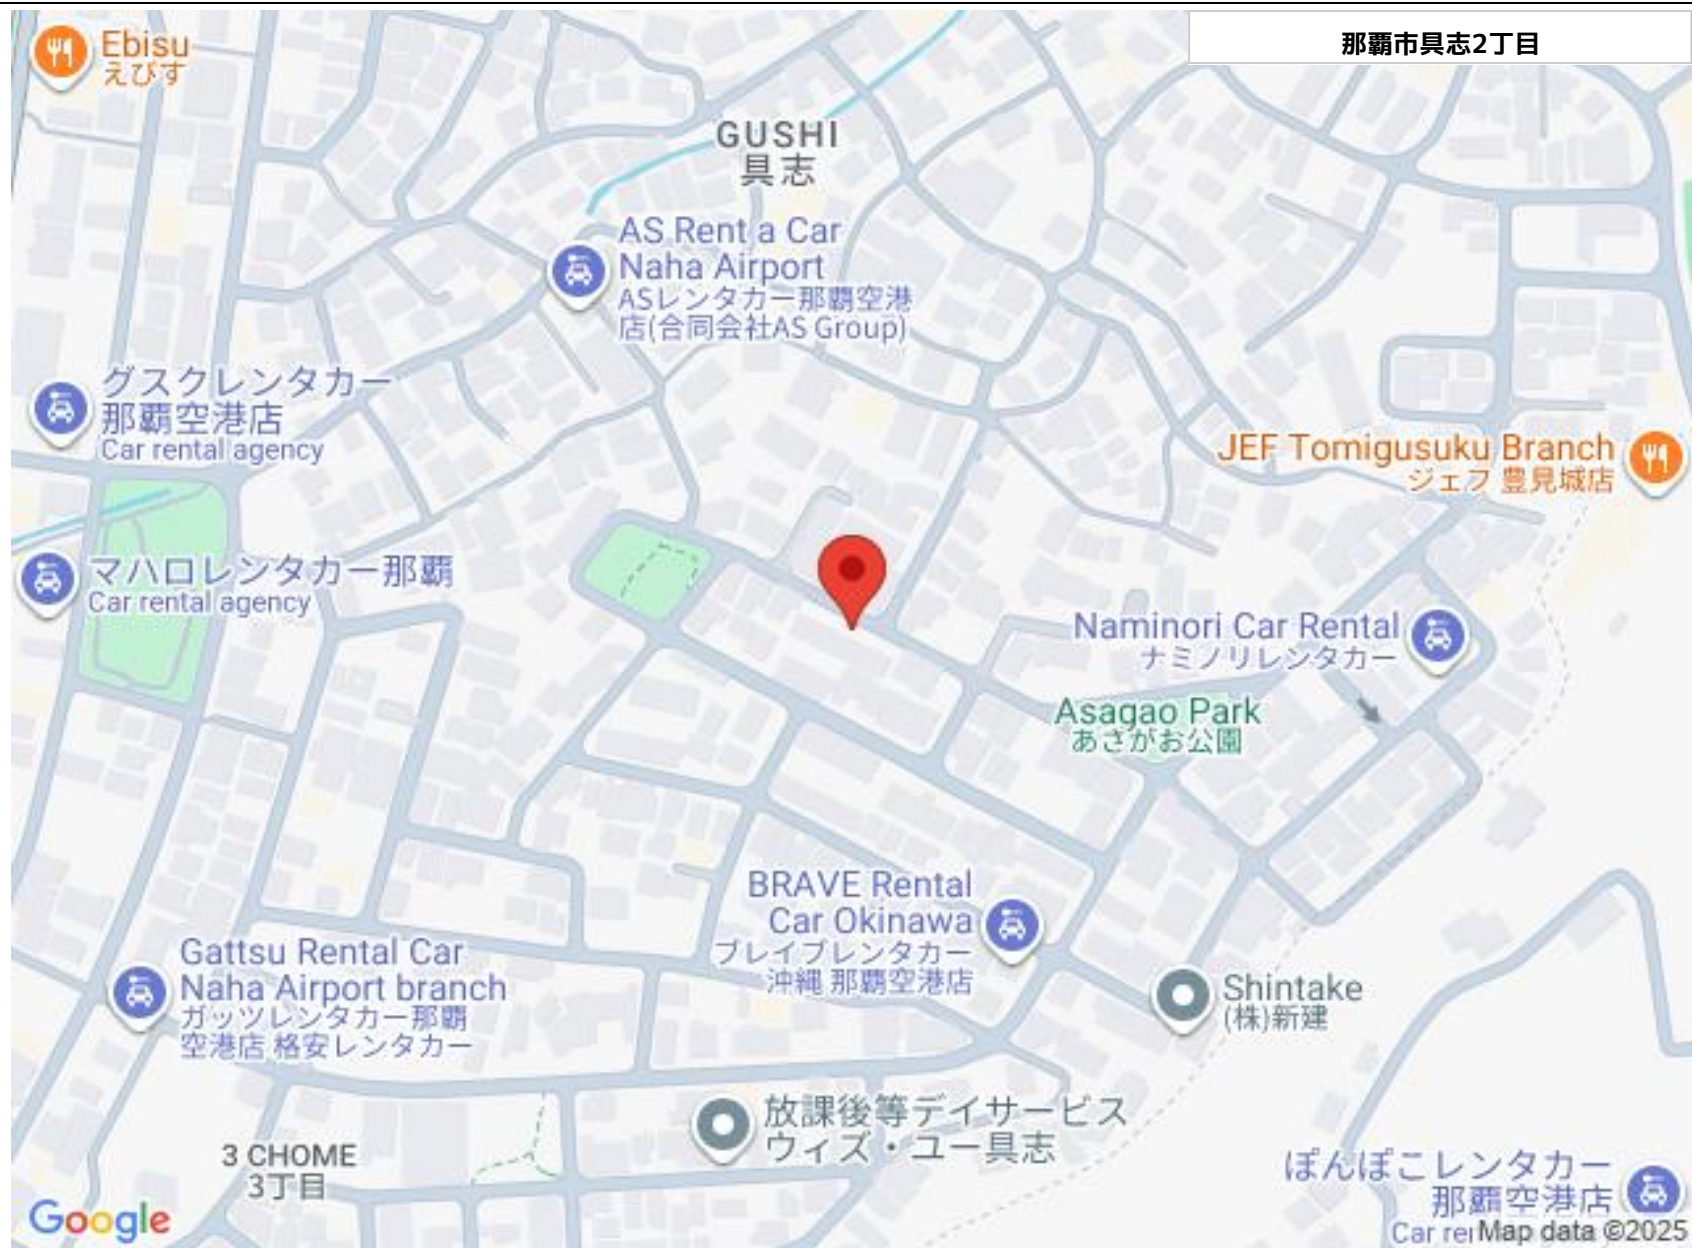 那覇市具志2丁目
Ebisu
えびす
GUSHI
具志
AS Rent a Car
Naha Airport
ASレンタカー那覇空港
店(合同会社AS Group)
グスクレンタカー
那覇空港店
Car rental agency
JEF Tomigusuku Branch
ジェフ 豊見城店
マハロレンタカー那覇
Car rental agency
Naminori Car Rental
ナミノリレンタカー
Asagao Park
あさがお公園
BRAVE Rental
Car Okinawa
ブレイブレンタカー
沖縄 那覇空港店
Gattsu Rental Car
Naha Airport branch
ガッツレンタカー那覇
空港店 格安レンタカー
Shintake
(株)新建
放課後等デイサービス
ウィズ・ユー具志
3 CHOME
3丁目
ぽんぽこレンタカー
那覇空港店
Car rer
Google
Map data ©2025